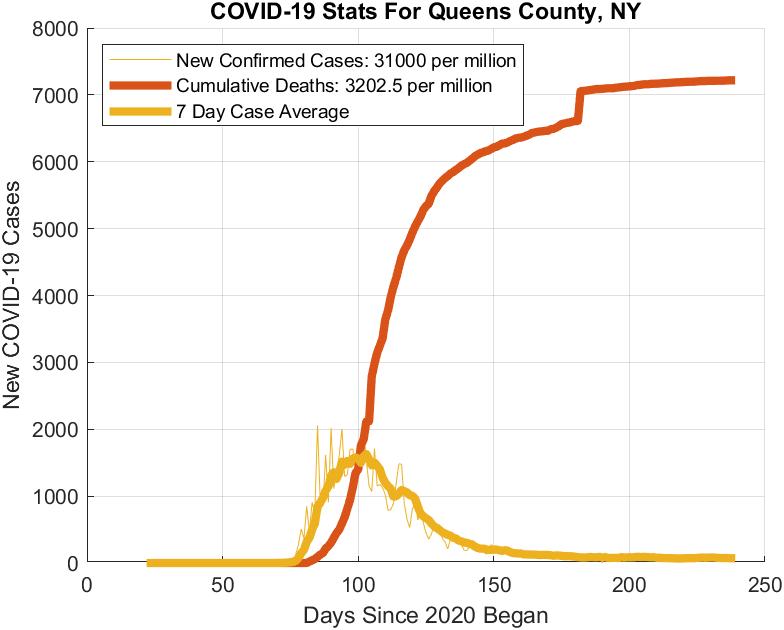 COVID-19 Stats For Queens County, NY
8000
7000
6000
5000
4000
3000
2000
1000
0
New COVID-19 Cases
New Confirmed Cases: 31000 per million
Cumulative Deaths: 3202.5 per million
7 Day Case Average
0 50 100 150 200 250
Days Since 2020 Began